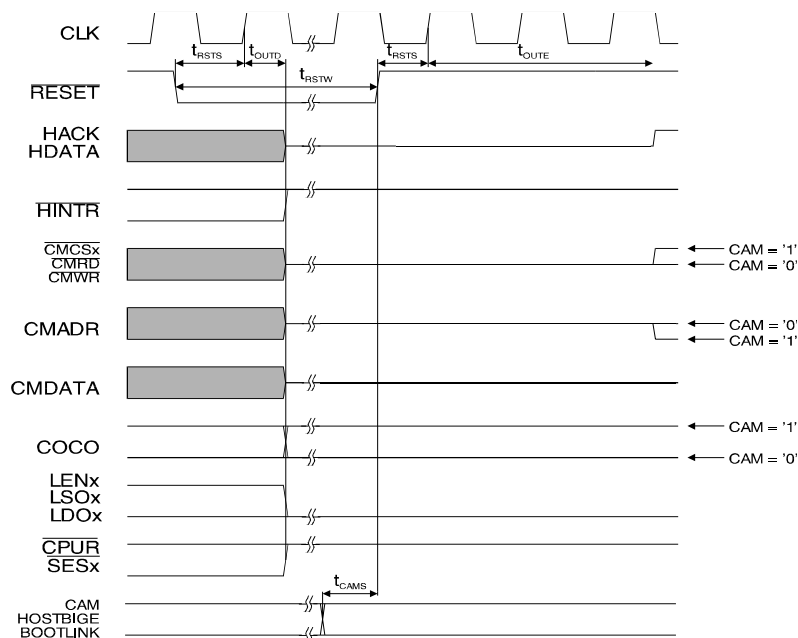 CLK
tRSTS
tOUTD
tRSTW
tRSTS
tOUTE
RESET
HACK
HDATA
HINTR
CMCSx
CMRD
CMWR
CAM = '1'
CAM = '0'
CMADR
CAM = '0'
CAM = '1'
CMDATA
COCO
CAM = '1'
CAM = '0'
LENx
LSOx
LDOx
CPUR
SESx
tCAMS
CAM
HOSTBIGE
BOOTLINK